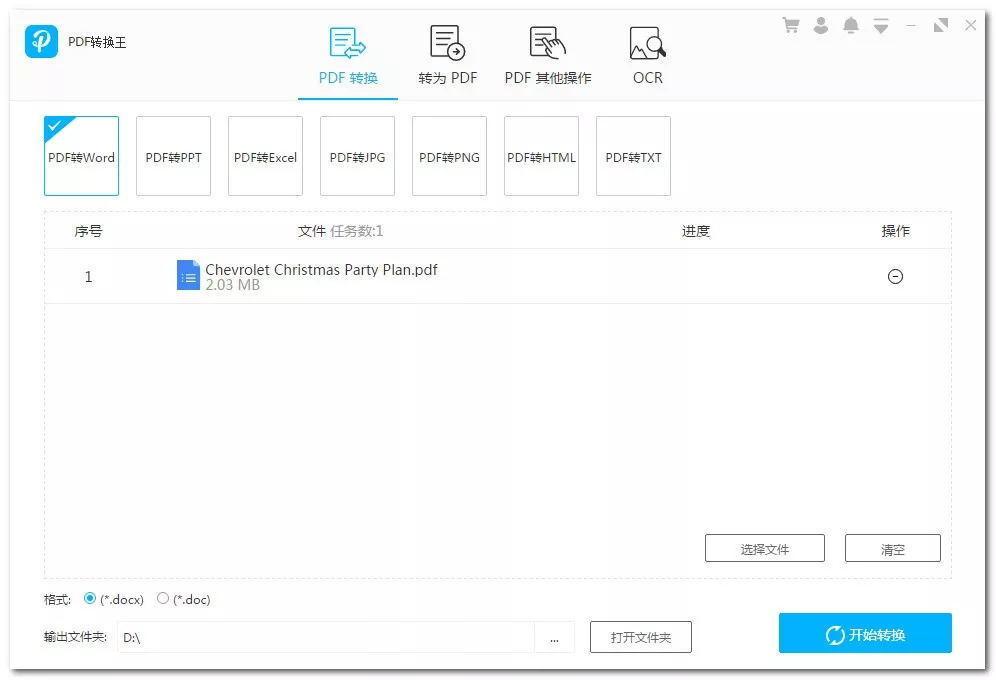 PDF转换王
PDF 转换 转为 PDF PDF 其他操作 OCR
PDF转Word PDF转PPT PDF转Excel PDF转JPG PDF转PNG PDF转HTML PDF转TXT
序号 文件 任务数:1 进度 操作
1 Chevrolet Christmas Party Plan.pdf
2.03 MB
选择文件 清空
格式: (*.docx) (*.doc)
输出文件夹: D:\ ... 打开文件夹 开始转换